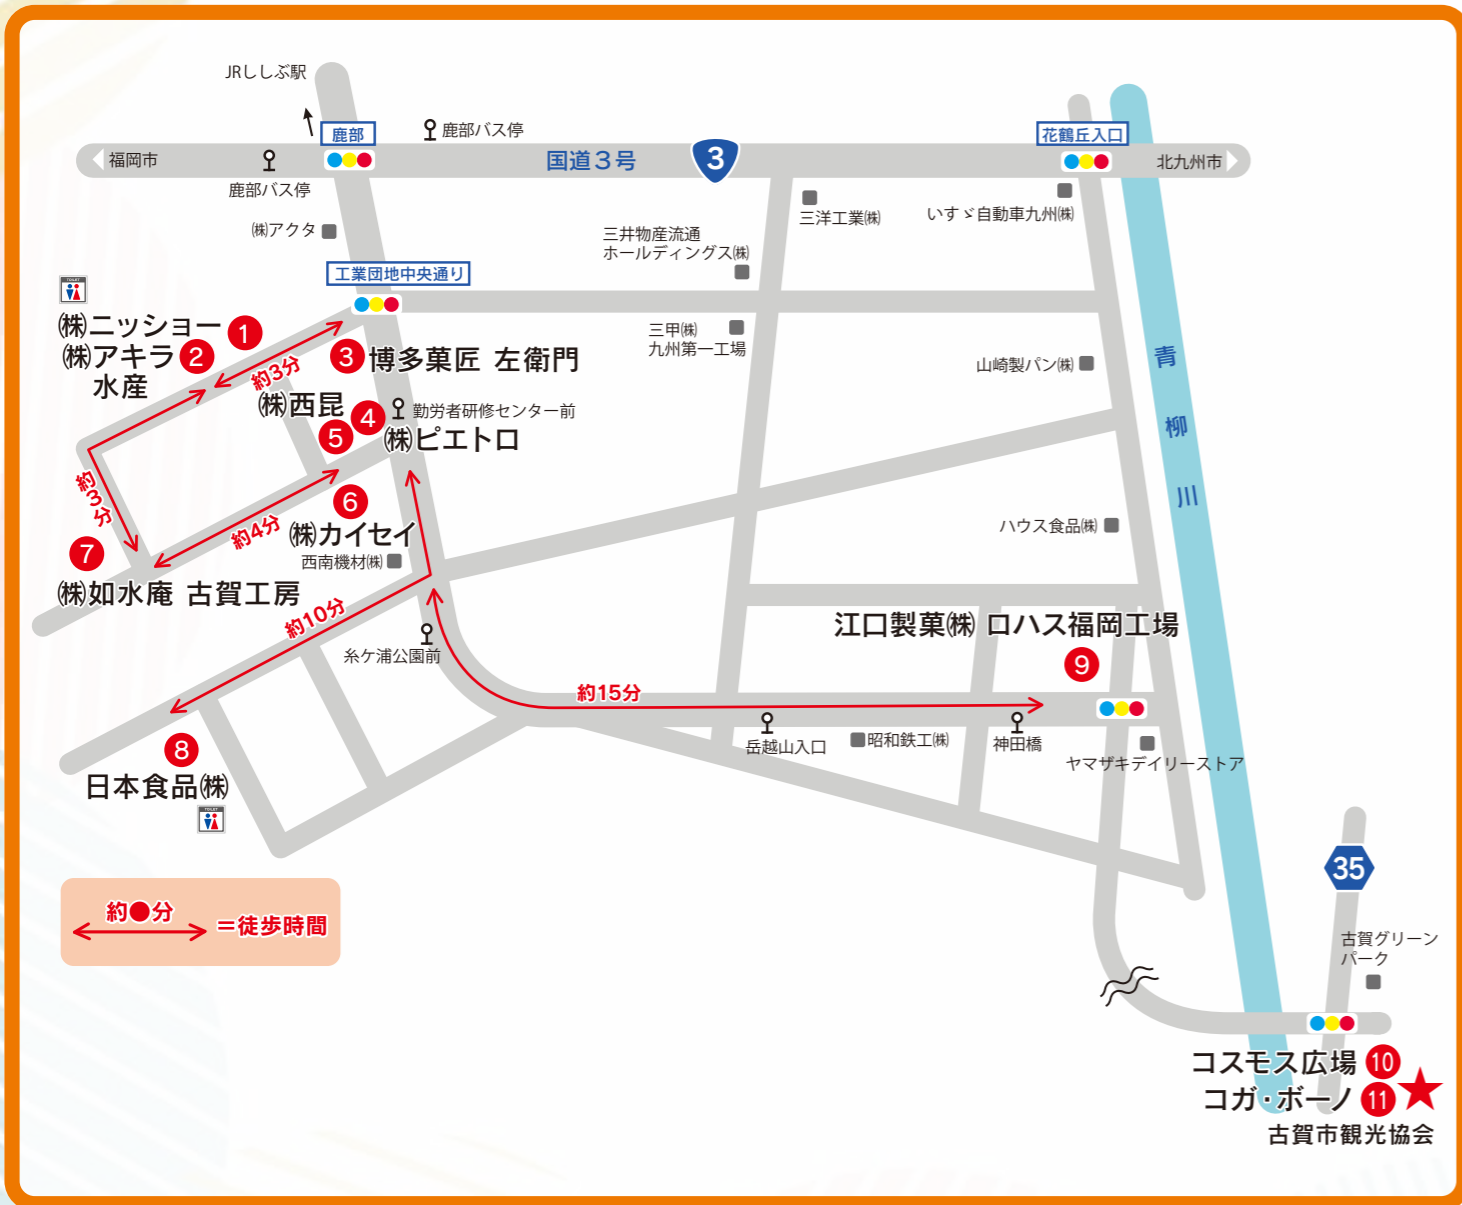 JRししぶ駅
鹿部
鹿部バス停
花鶴丘入口
福岡市
国道3号
3
北九州市
鹿部バス停
㈱アクタ
三洋工業㈱
いすゞ自動車九州㈱
三井物産流通
ホールディングス㈱
工業団地中央通り
TOILET
㈱ニッショー 1
㈱アキラ 2
水産
約3分
3 博多菓匠 左衛門
三甲㈱
九州第一工場
山崎製パン㈱
青柳川
㈱西昆 4
勤労者研修センター前
5 ㈱ピエトロ
約3分
約4分
6
㈱カイセイ
西南機材㈱
ハウス食品㈱
7
㈱如水庵 古賀工房
約10分
糸ケ浦公園前
江口製菓㈱ ロハス福岡工場
9
約15分
岳越山入口
昭和鉄工㈱
神田橋
ヤマザキデイリーストア
8
日本食品㈱
TOILET
約●分
=徒歩時間
35
古賀グリーン
パーク
コスモス広場 10
コガ・ボーノ 11
古賀市観光協会